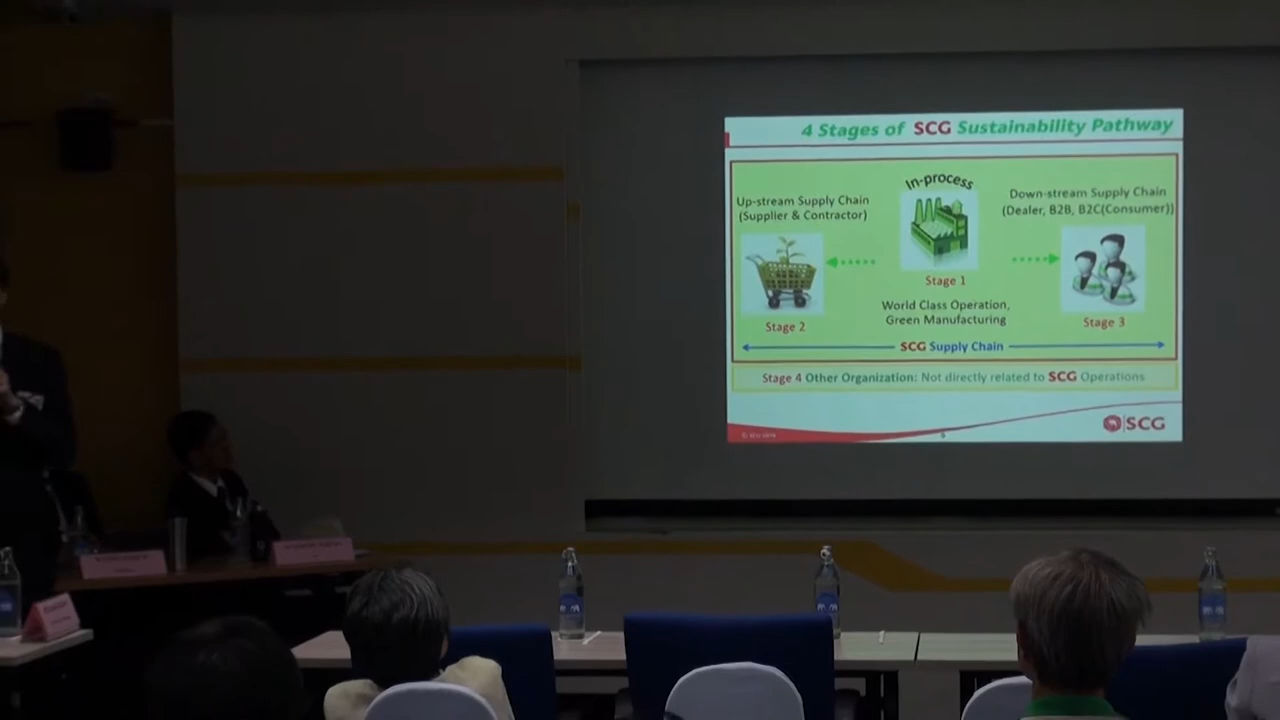 4 Stages of SCG Sustainability Pathway
In-process
Up-stream Supply Chain
(Supplier & Contractor)
Down-stream Supply Chain
(Dealer, B2B, B2C(Consumer))
Stage 1
World Class Operation,
Green Manufacturing
Stage 2
Stage 3
SCG Supply Chain
Stage 4 Other Organization: Not directly related to SCG Operations
SCG